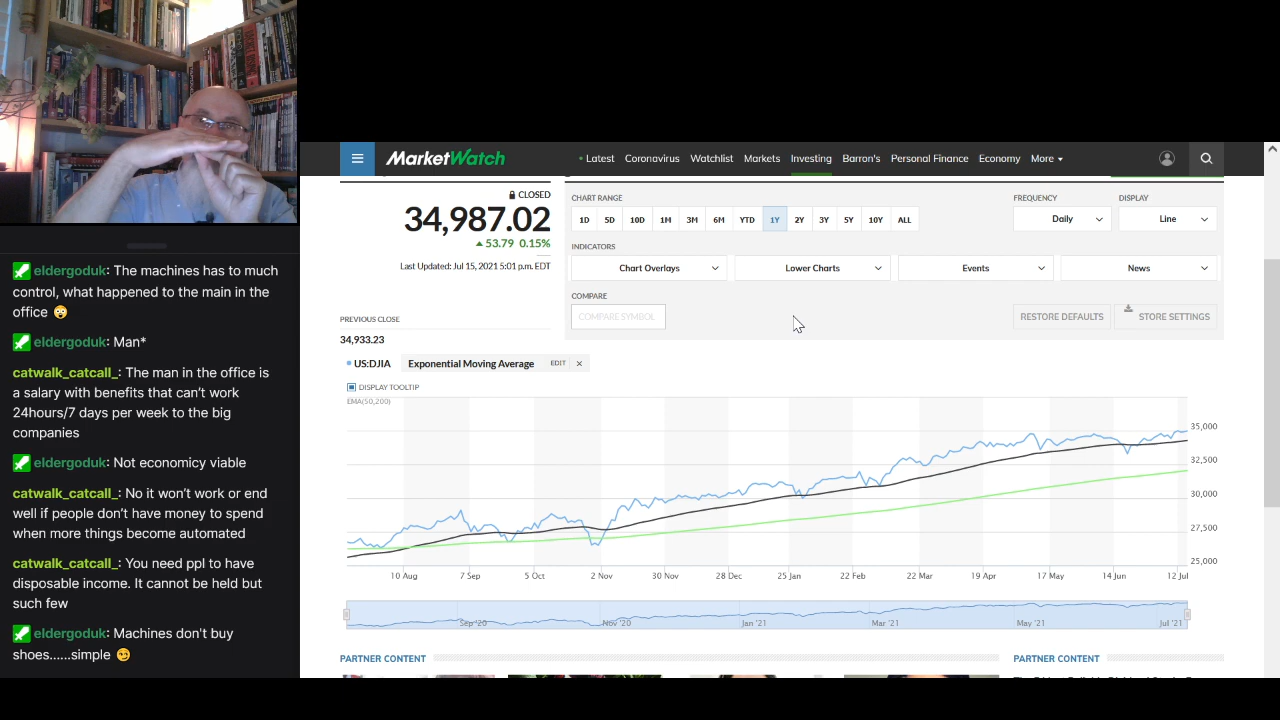 eldergoduk: The machines has to much
control, what happened to the main in the
office 😳
eldergoduk: Man*
catwalk_catcall_: The man in the office is
a salary with benefits that can't work
24hours/7 days per week to the big
companies
eldergoduk: Not economicy viable
catwalk_catcall_: No it won't work or end
well if people don't have money to spend
when more things become automated
catwalk_catcall_: You need ppl to have
disposable income. It cannot be held but
such few
eldergoduk: Machines don't buy
shoes......simple 😏
MarketWatch
Latest Coronavirus Watchlist Markets Investing Barron's Personal Finance Economy More
CLOSED
34,987.02
53.79 0.15%
Last Updated: Jul 15, 2021 5:01 p.m. EDT
PREVIOUS CLOSE
34,933.23
CHART RANGE
1D 5D 10D 1M 3M 6M YTD 1Y 2Y 3Y 5Y 10Y ALL
FREQUENCY
Daily
DISPLAY
Line
INDICATORS
Chart Overlays
Lower Charts
Events
News
COMPARE
COMPARE SYMBOL
RESTORE DEFAULTS
STORE SETTINGS
US:DJIA
Exponential Moving Average EDIT ×
DISPLAY TOOLTIP
EMA(50,200)
35,000
32,500
30,000
27,500
25,000
10 Aug 7 Sep 5 Oct 2 Nov 30 Nov 28 Dec 25 Jan 22 Feb 22 Mar 19 Apr 17 May 14 Jun 12 Jul
Sep '20 Nov '20 Jan '21 Mar '21 May '21 Jul '21
PARTNER CONTENT
PARTNER CONTENT